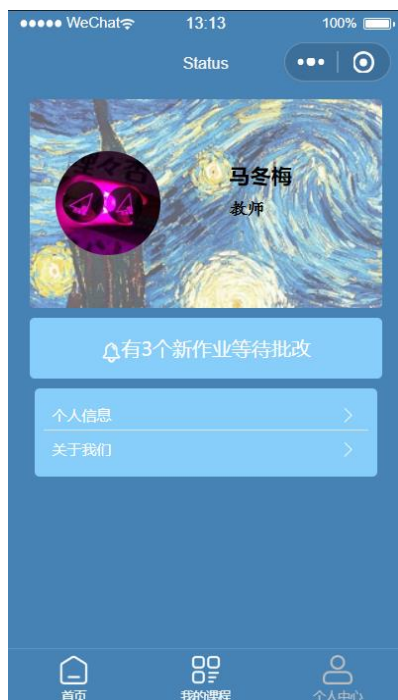 WeChat 13:13 100%
Status
马冬梅
教师
有3个新作业等待批改
个人信息
关于我们
首页 我的课程 个人中心